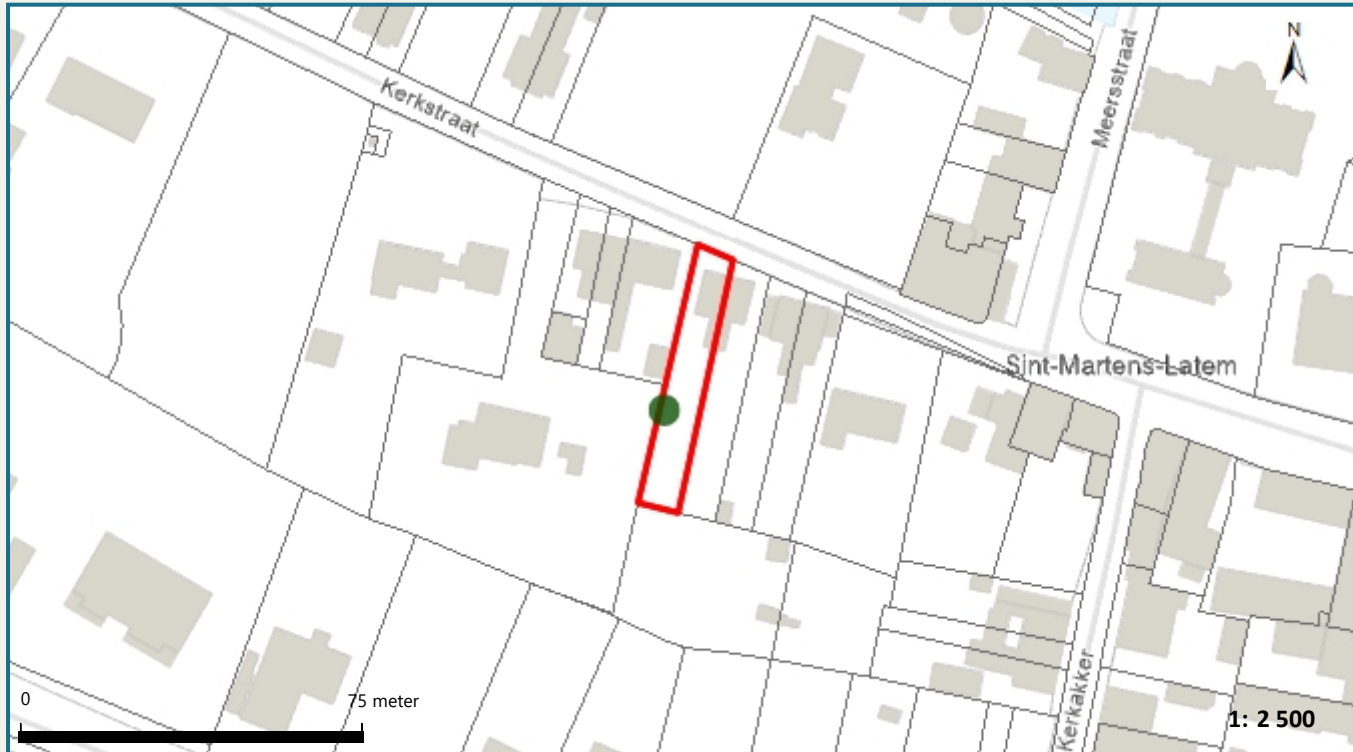 N
Kerkstraat
Meersstraat
Sint-Martens-Latem
Kerkakker
0
75 meter
1: 2 500